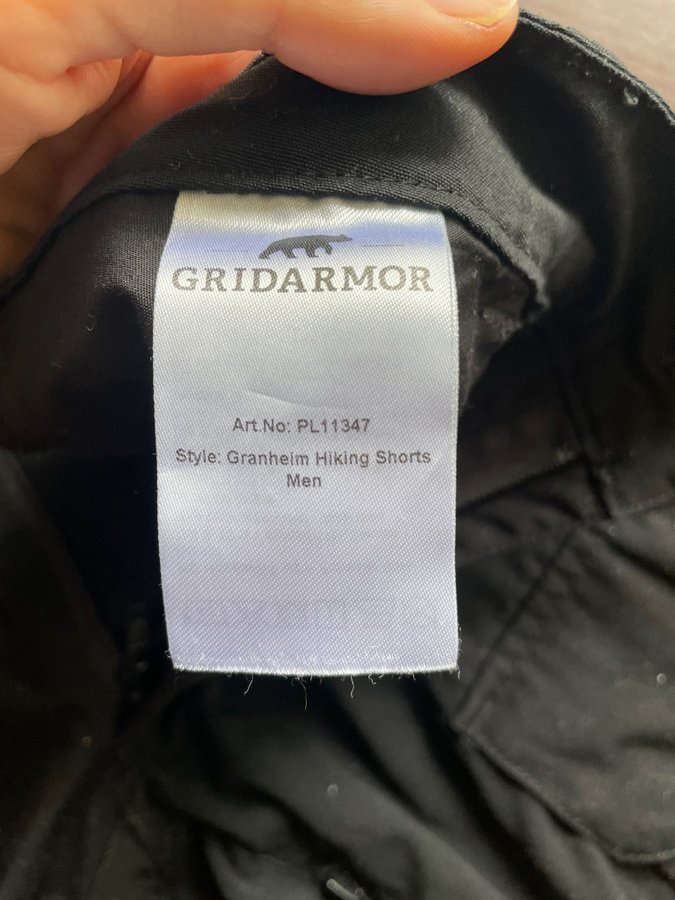 GRIDARMOR
Art.No: PL11347
Style: Granheim Hiking Shorts
Men